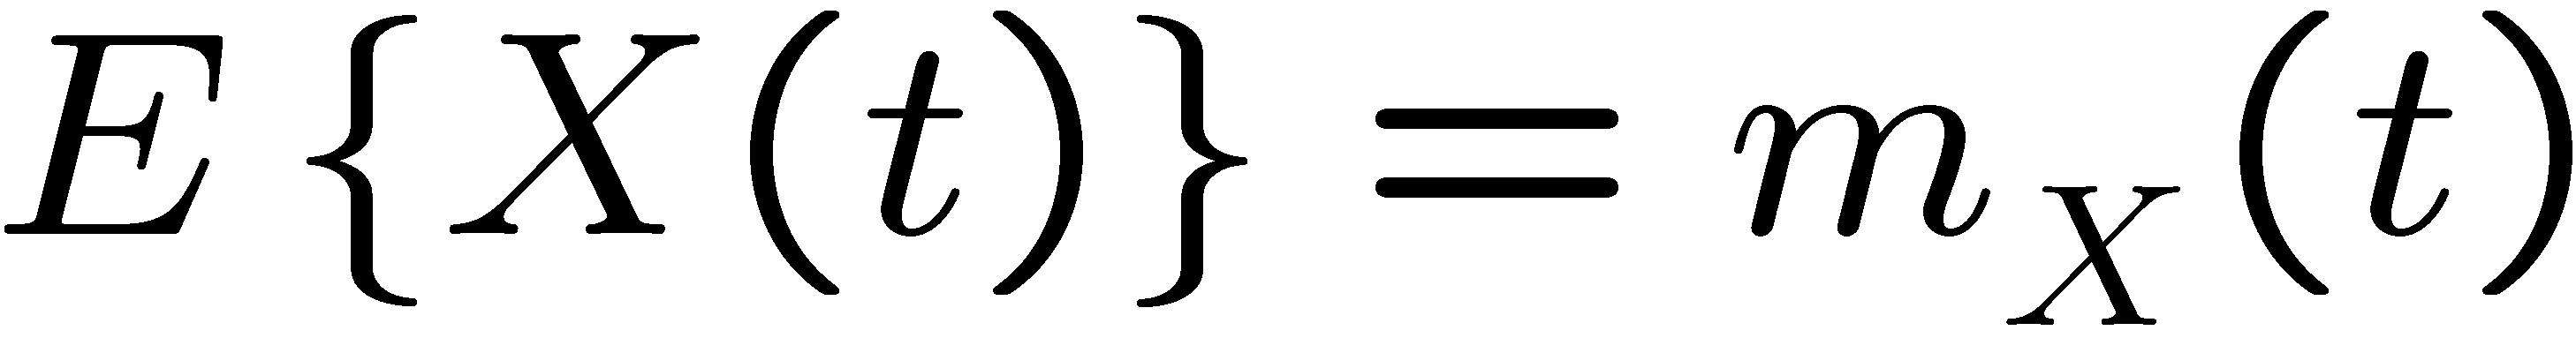 E{X(t)} = m_X(t)